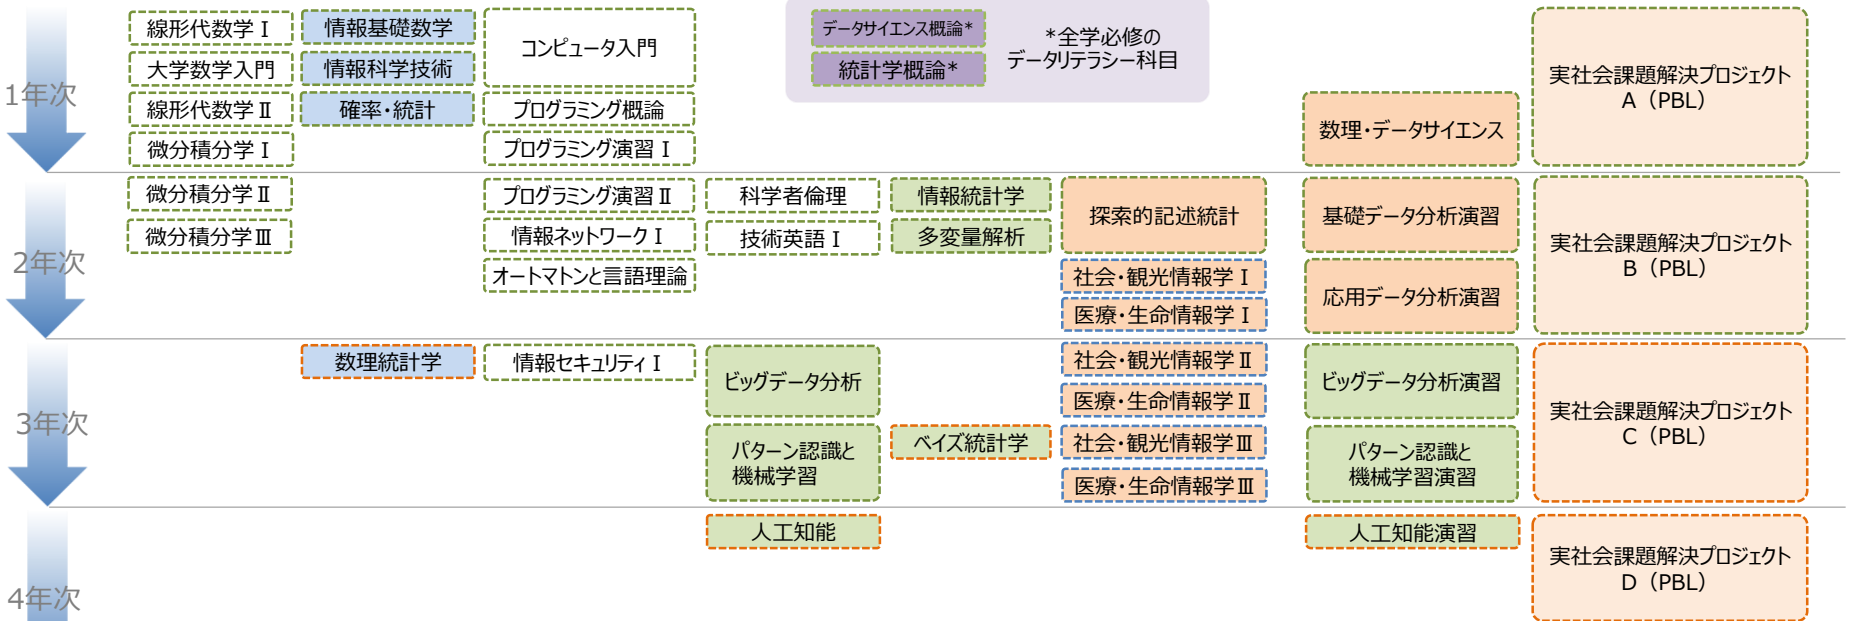 1年次
線形代数学Ⅰ
大学数学入門
線形代数学Ⅱ
微分積分学Ⅰ
情報基礎数学
情報科学技術
確率・統計
コンピュータ入門
プログラミング概論
プログラミング演習Ⅰ
データサイエンス概論*
統計学概論*
*全学必修の
データリテラシー科目
数理・データサイエンス
実社会課題解決プロジェクト
A（PBL）
2年次
微分積分学Ⅱ
微分積分学Ⅲ
プログラミング演習Ⅱ
情報ネットワークⅠ
オートマトンと言語理論
科学者倫理
技術英語Ⅰ
情報統計学
多変量解析
探索的記述統計
社会・観光情報学Ⅰ
医療・生命情報学Ⅰ
基礎データ分析演習
応用データ分析演習
実社会課題解決プロジェクト
B（PBL）
3年次
数理統計学
情報セキュリティⅠ
ビッグデータ分析
パターン認識と
機械学習
ベイズ統計学
社会・観光情報学Ⅱ
医療・生命情報学Ⅱ
社会・観光情報学Ⅲ
医療・生命情報学Ⅲ
ビッグデータ分析演習
パターン認識と
機械学習演習
実社会課題解決プロジェクト
C（PBL）
4年次
人工知能
人工知能演習
実社会課題解決プロジェクト
D（PBL）